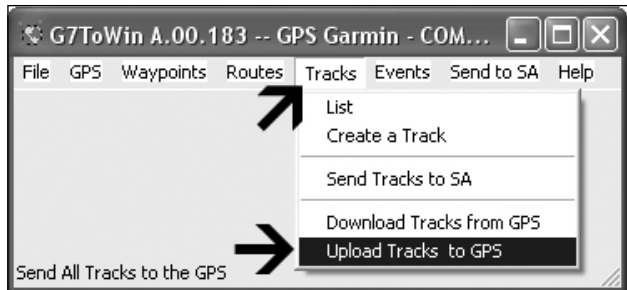 G7ToWin A.00.183 -- GPS Garmin - COM...
File GPS Waypoints Routes Tracks Events Send to SA Help
List
Create a Track
Send Tracks to SA
Download Tracks from GPS
Upload Tracks to GPS
Send All Tracks to the GPS